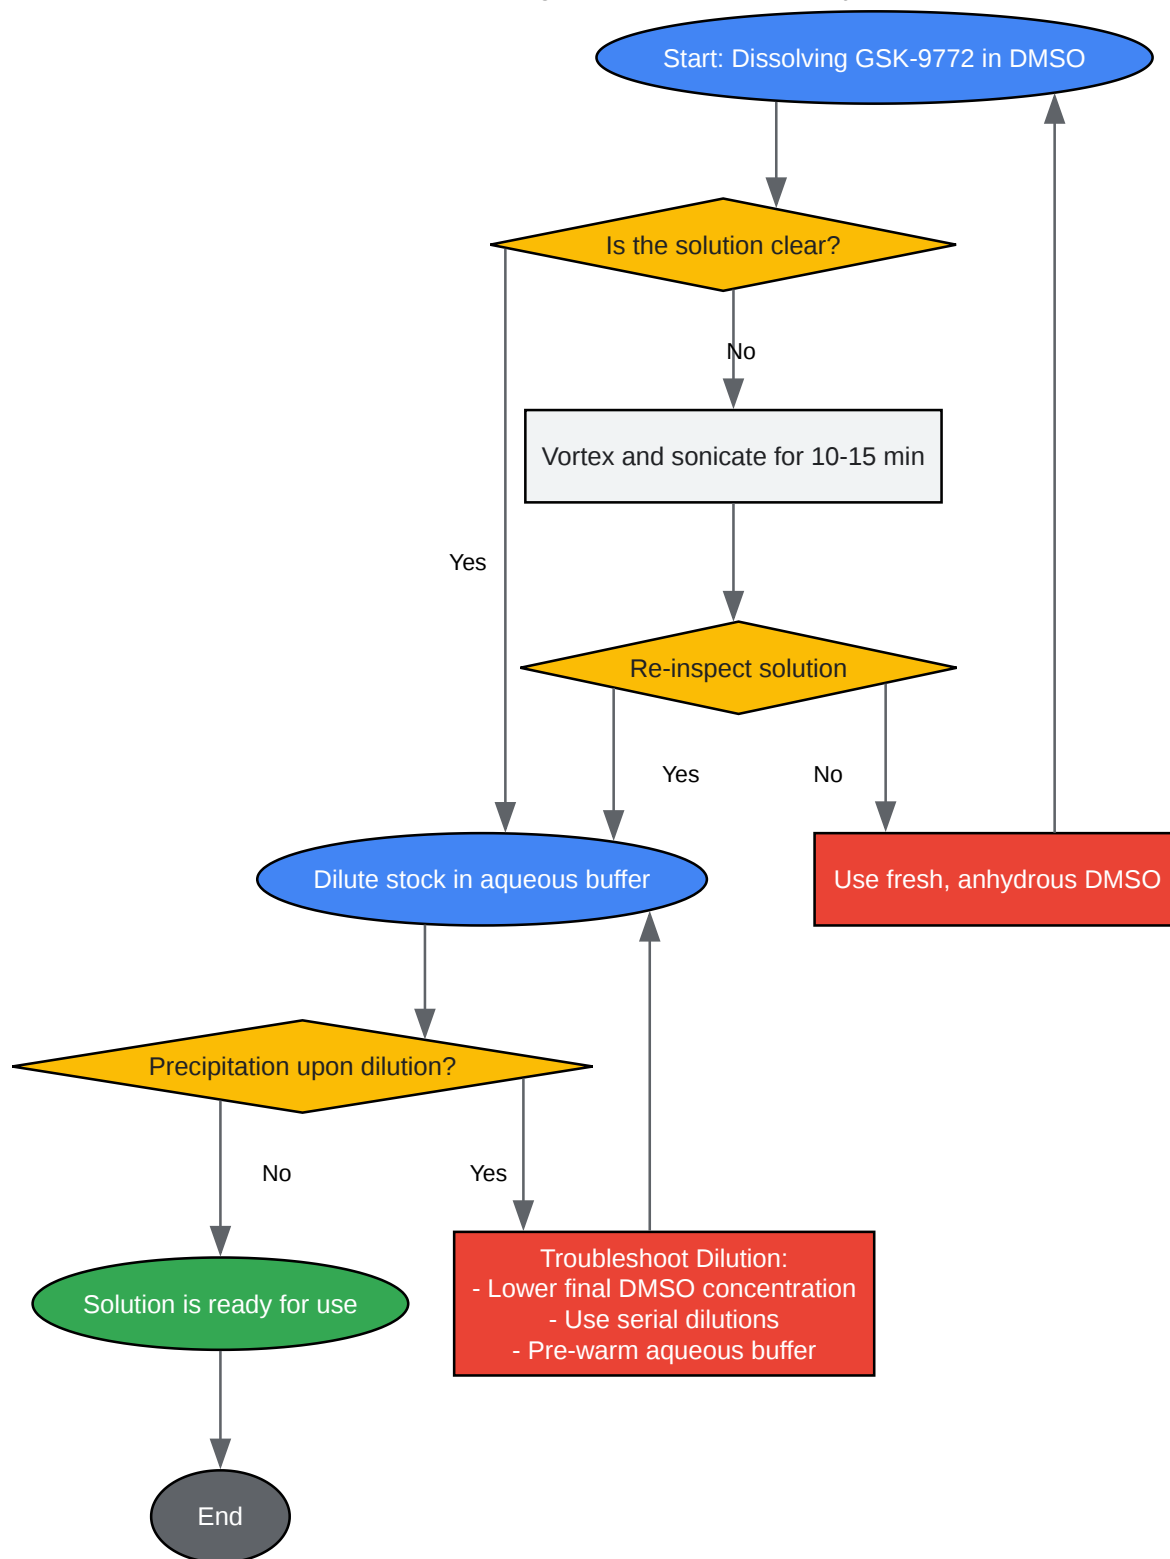 Start: Dissolving GSK-9772 in DMSO
Is the solution clear?
No
Vortex and sonicate for 10-15 min
Yes
Re-inspect solution
Yes
No
Dilute stock in aqueous buffer
Use fresh, anhydrous DMSO
Precipitation upon dilution?
No
Yes
Troubleshoot Dilution:
- Lower final DMSO concentration
- Use serial dilutions
- Pre-warm aqueous buffer
Solution is ready for use
End